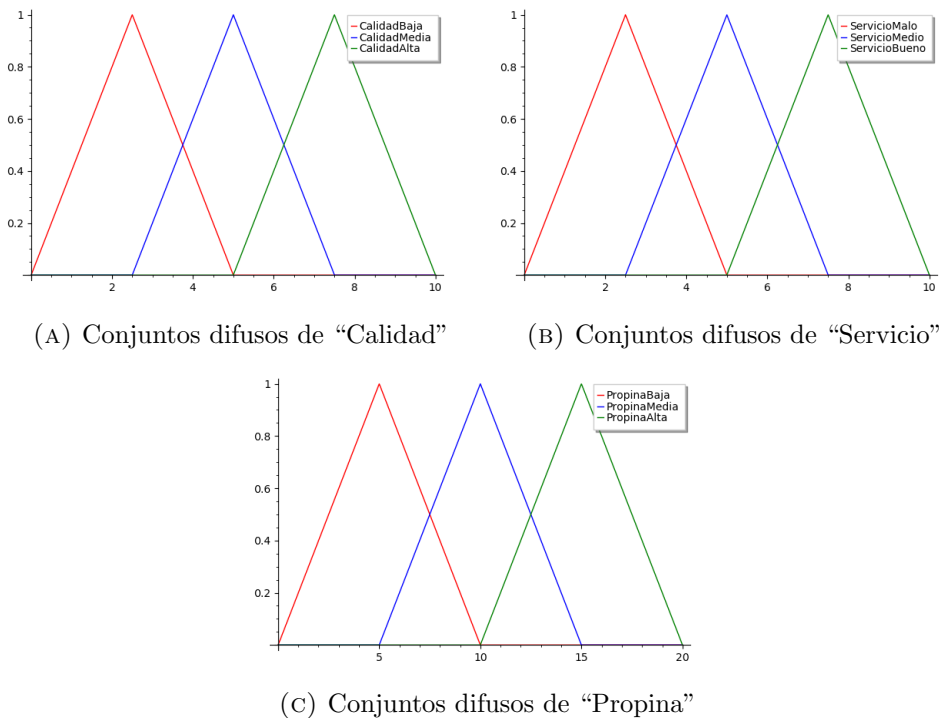 1
0.8
0.6
0.4
0.2
2
4
6
8
10
CalidadBaja
CalidadMedia
CalidadAlta
(A) Conjuntos difusos de “Calidad”
1
0.8
0.6
0.4
0.2
2
4
6
8
10
ServicioMalo
ServicioMedio
ServicioBueno
(B) Conjuntos difusos de “Servicio”
1
0.8
0.6
0.4
0.2
5
10
15
20
PropinaBaja
PropinaMedia
PropinaAlta
(C) Conjuntos difusos de “Propina”